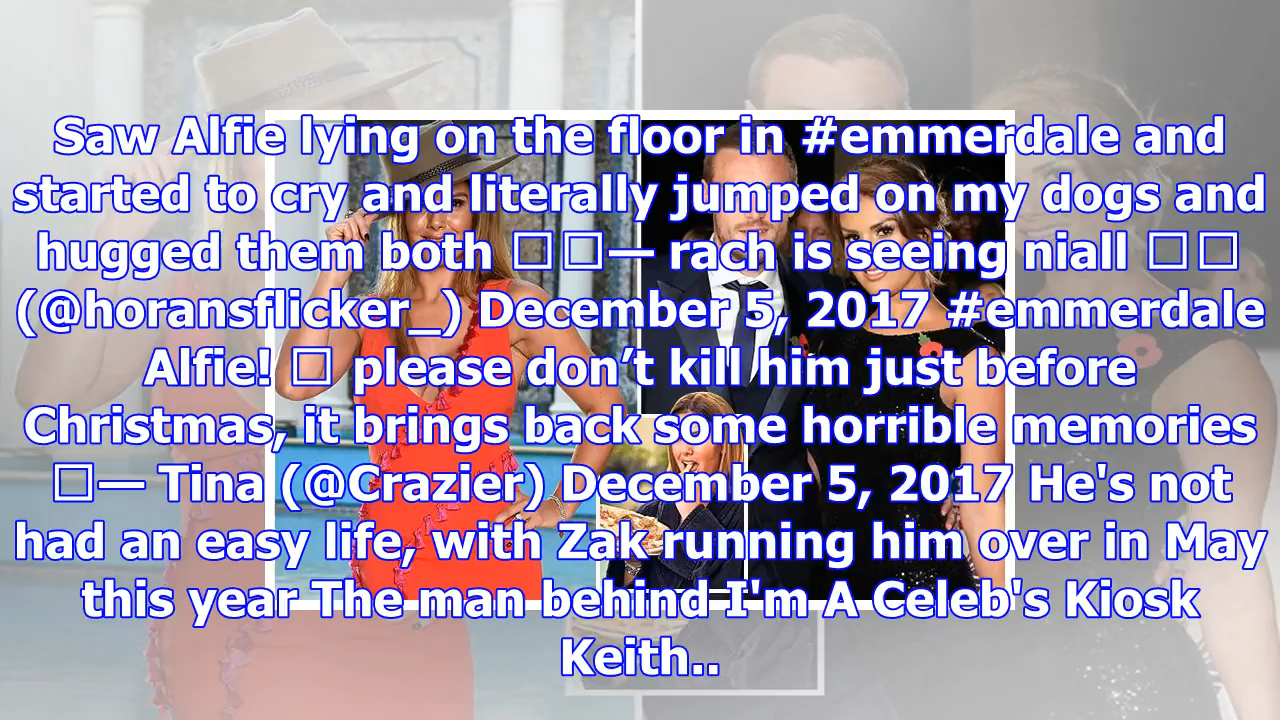 Saw Alfie lying on the floor in #emmerdale and
started to cry and literally jumped on my dogs and
hugged them both □□— rach is seeing niall □□
(@horansflicker_) December 5, 2017 #emmerdale
Alfie! □ please don’t kill him just before
Christmas, it brings back some horrible memories
□— Tina (@Crazier) December 5, 2017 He's not
had an easy life, with Zak running him over in May
this year The man behind I'm A Celeb's Kiosk
Keith..